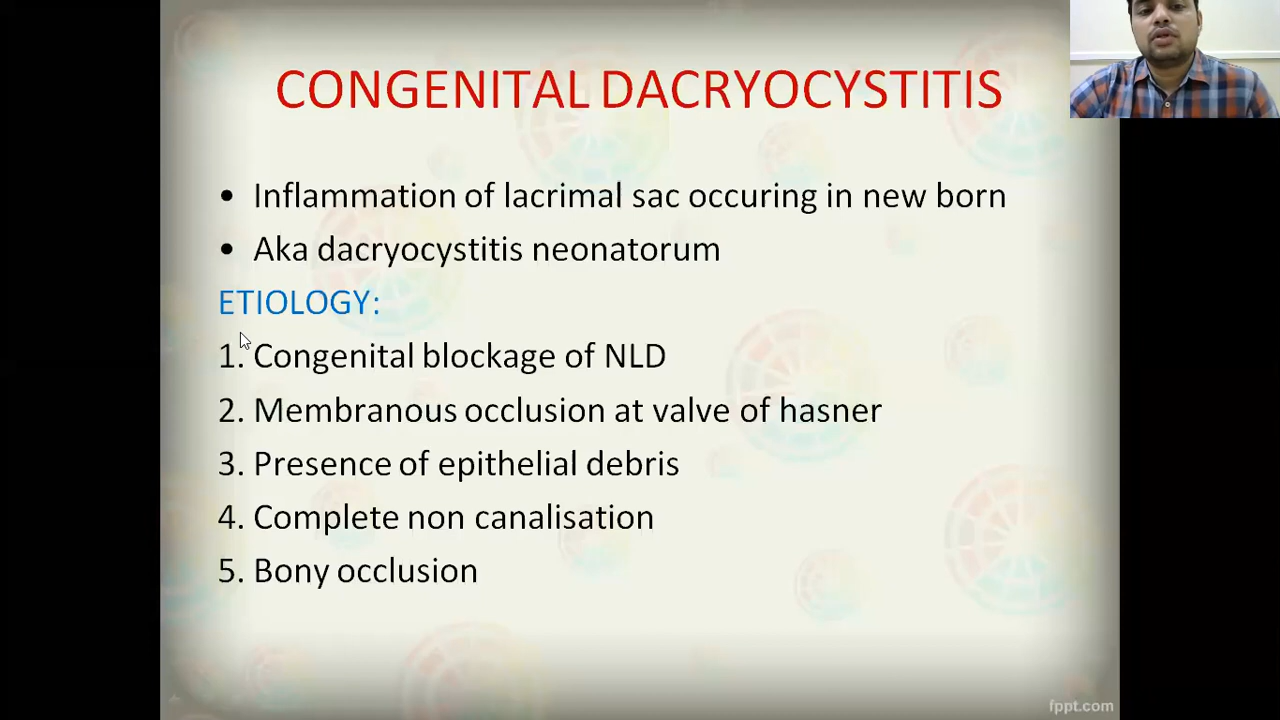 CONGENITAL DACRYOCYSTITIS
• Inflammation of lacrimal sac occuring in new born
• Aka dacryocystitis neonatorum
ETIOLOGY:
1. Congenital blockage of NLD
2. Membranous occlusion at valve of hasner
3. Presence of epithelial debris
4. Complete non canalisation
5. Bony occlusion
fppt.com